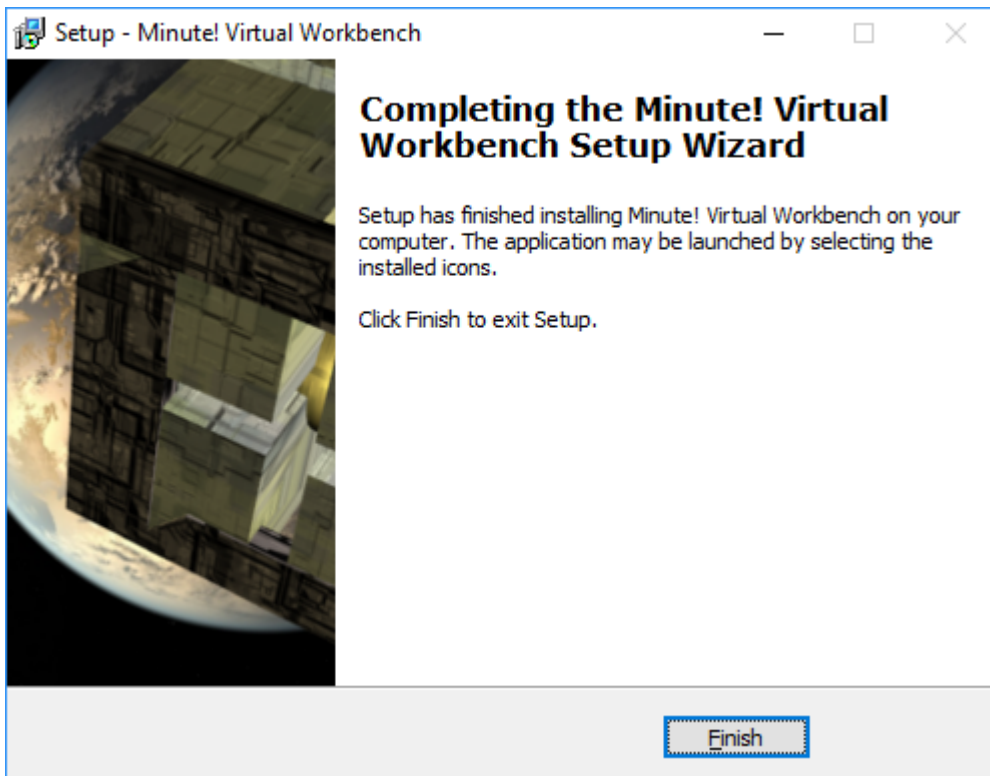 Setup - Minute! Virtual Workbench
Completing the Minute! Virtual
Workbench Setup Wizard
Setup has finished installing Minute! Virtual Workbench on your
computer. The application may be launched by selecting the
installed icons.
Click Finish to exit Setup.
Finish